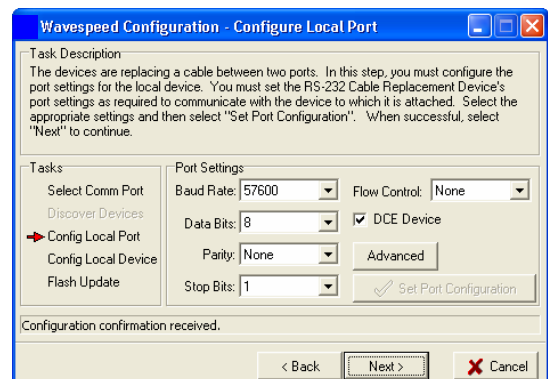 Wavespeed Configuration - Configure Local Port
Task Description
The devices are replacing a cable between two ports. In this step, you must configure the
port settings for the local device. You must set the RS-232 Cable Replacement Device's
port settings as required to communicate with the device to which it is attached. Select the
appropriate settings and then select "Set Port Configuration". When successful, select
"Next" to continue.
Tasks
Select Comm Port
Discover Devices
Config Local Port
Config Local Device
Flash Update
Port Settings
Baud Rate: 57600
Flow Control: None
Data Bits: 8
DCE Device
Parity: None
Advanced
Stop Bits: 1
Set Port Configuration
Configuration confirmation received.
< Back
Next >
Cancel